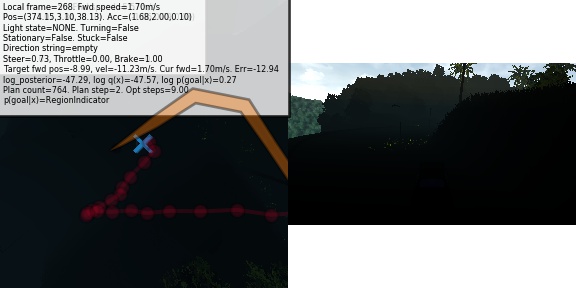 Local frame=268. Fwd speed=1.70m/s
Pos=(374.15,3.10,38.13). Acc=(1.68,2.00,0.10)
Light state=NONE. Turning=False
Stationary=False. Stuck=False
Direction string=empty
Steer=0.73, Throttle=0.00, Brake=1.00
Target fwd pos=-8.99, vel=-11.23m/s. Cur fwd=1.70m/s. Err=-12.94
log_posterior=-47.29, log q(x)=-47.57, log p(goal|x)=0.27
Plan count=764. Plan step=2. Opt steps=9.00
p(goal|x)=RegionIndicator